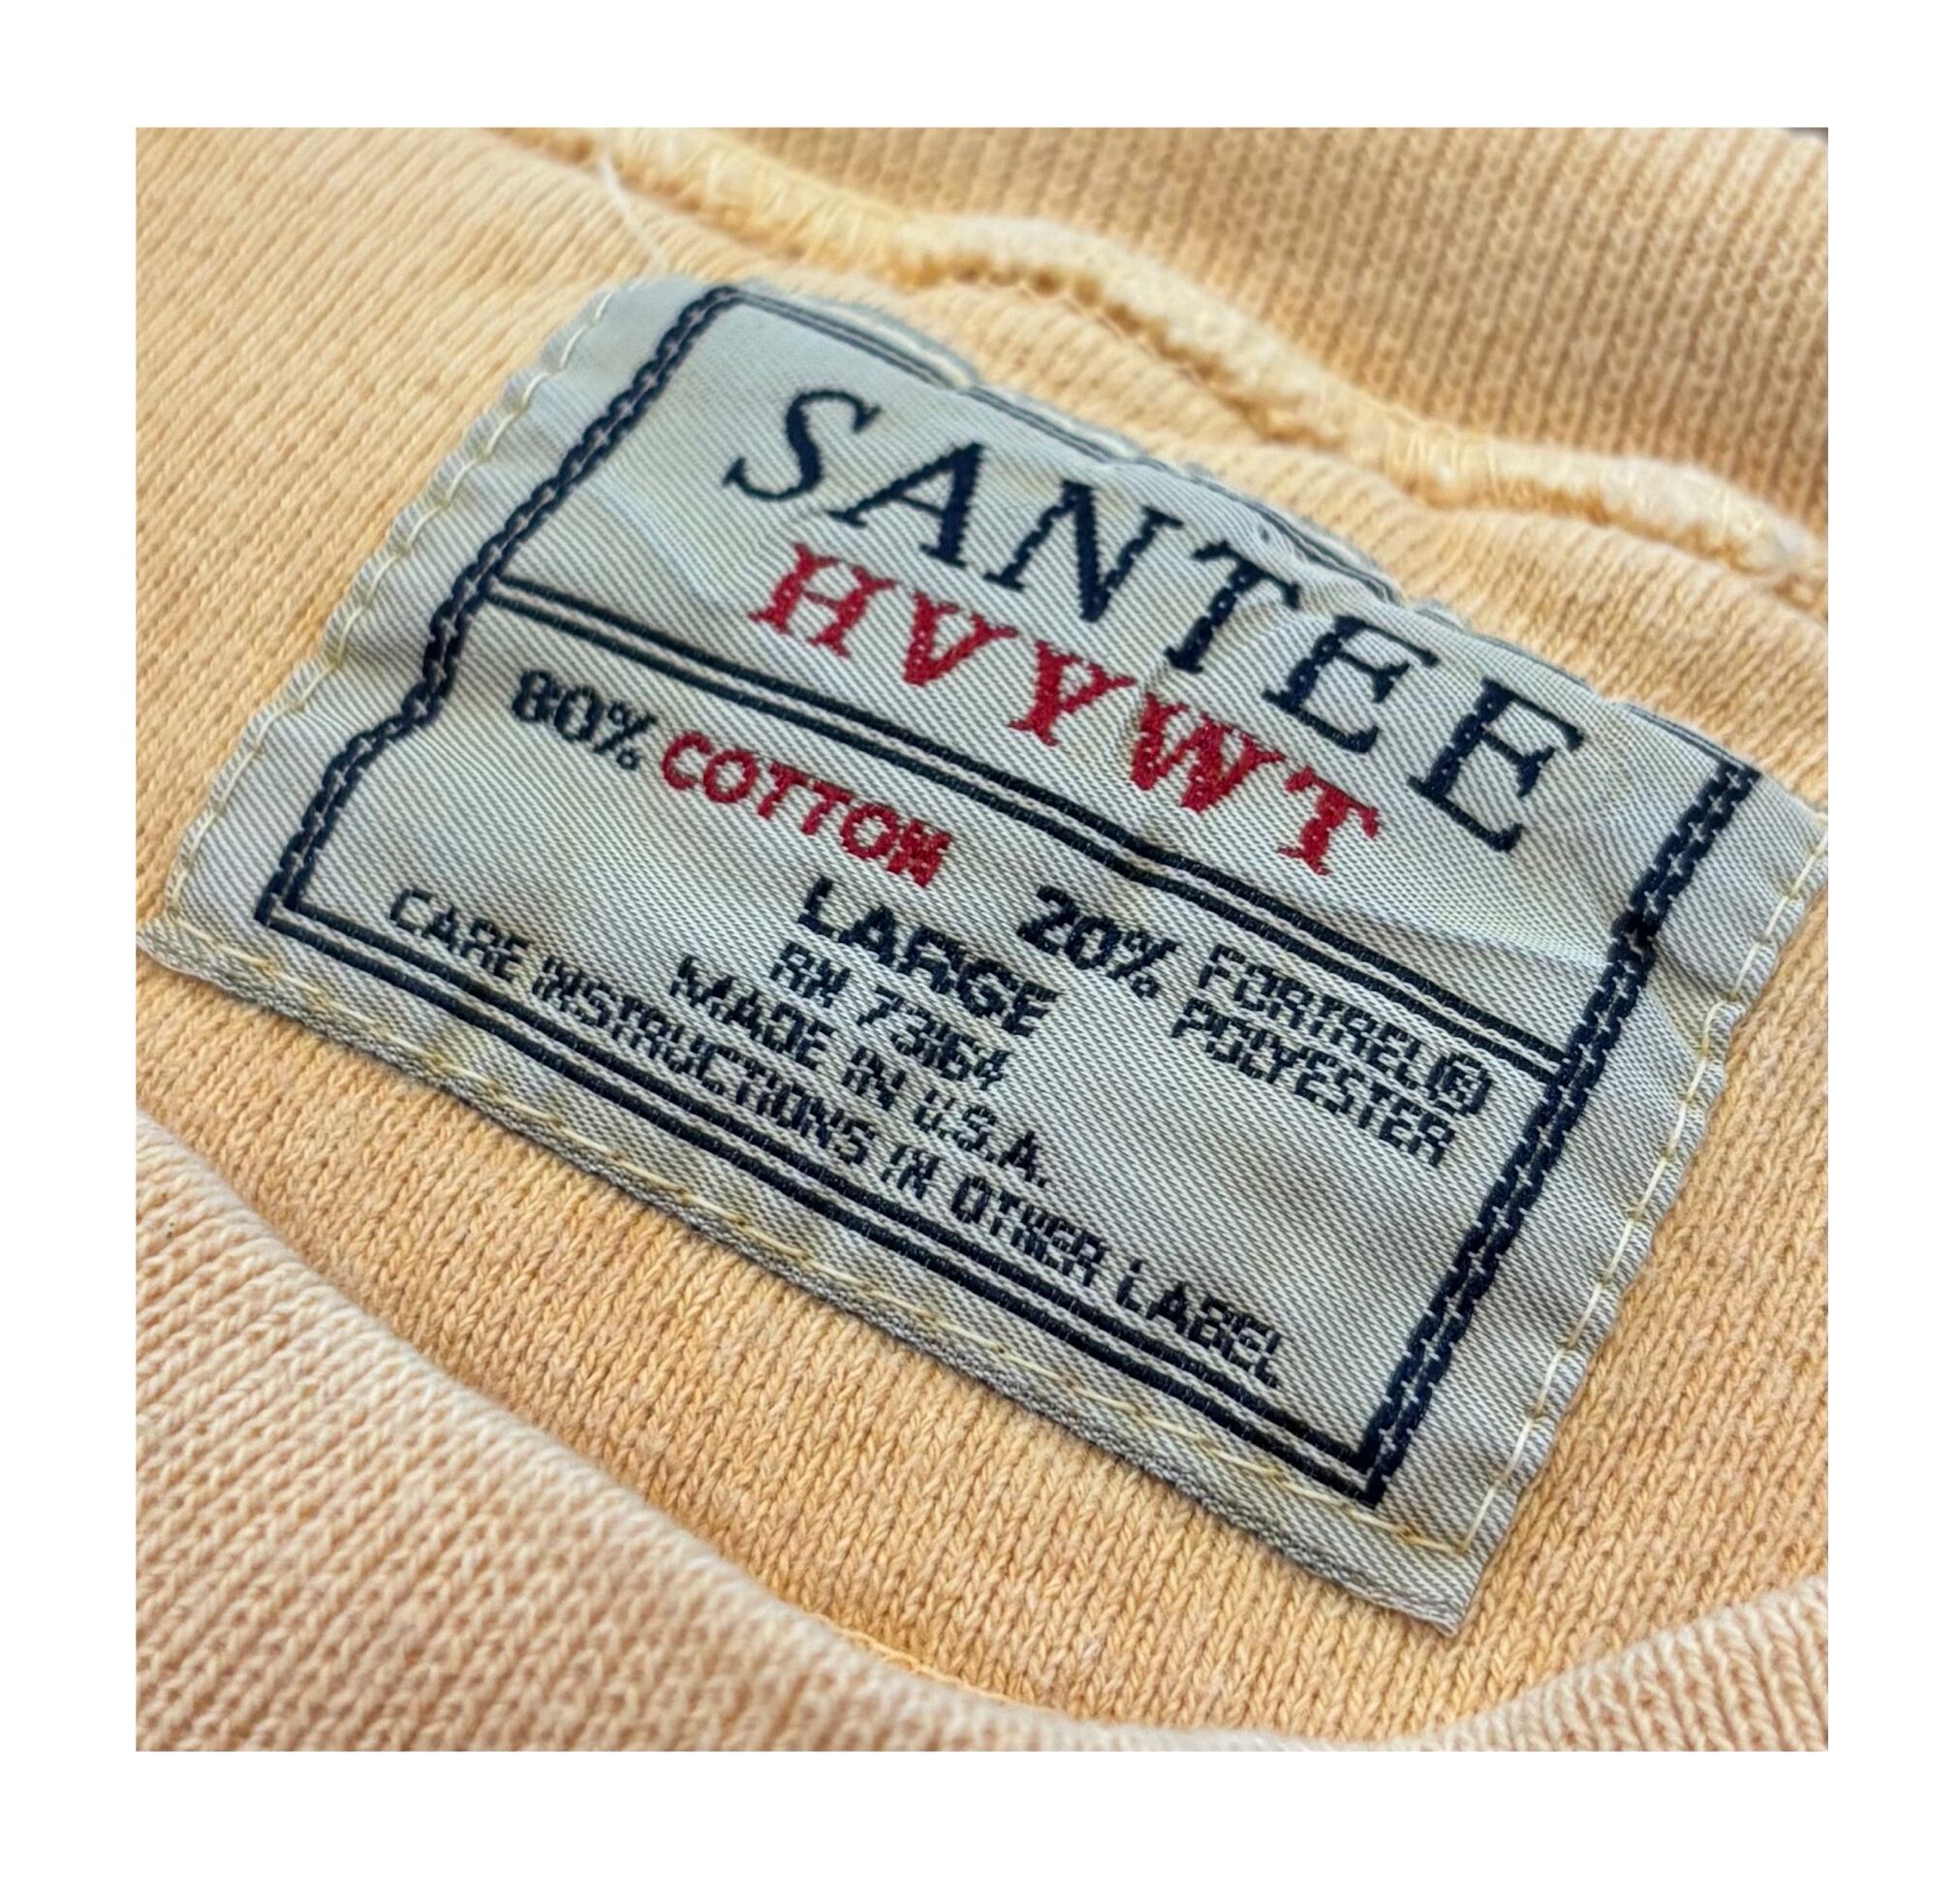 SANTEE
HVYWT
80% COTTON 20% FORTREL®
POLYESTER
LARGE
RN 73164
MADE IN U.S.A.
CARE INSTRUCTIONS IN OTHER LABEL